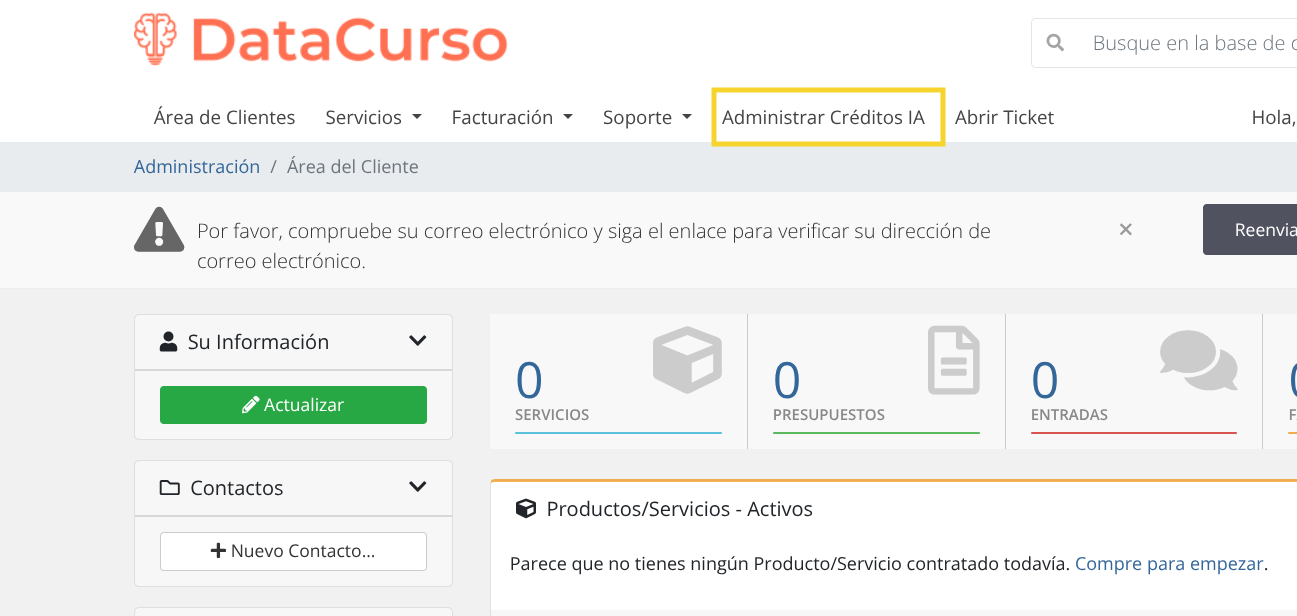 DataCurso
Busque en la base de
Área de Clientes Servicios Facturación Soporte Administrar Créditos IA Abrir Ticket Hola,
Administración / Área del Cliente
Por favor, compruebe su correo electrónico y siga el enlace para verificar su dirección de
correo electrónico.
×
Su Información
Actualizar
Contactos
Nuevo Contacto...
0
SERVICIOS
0
PRESUPUESTOS
0
ENTRADAS
Productos/Servicios - Activos
Parece que no tienes ningún Producto/Servicio contratado todavía. Compre para empezar.